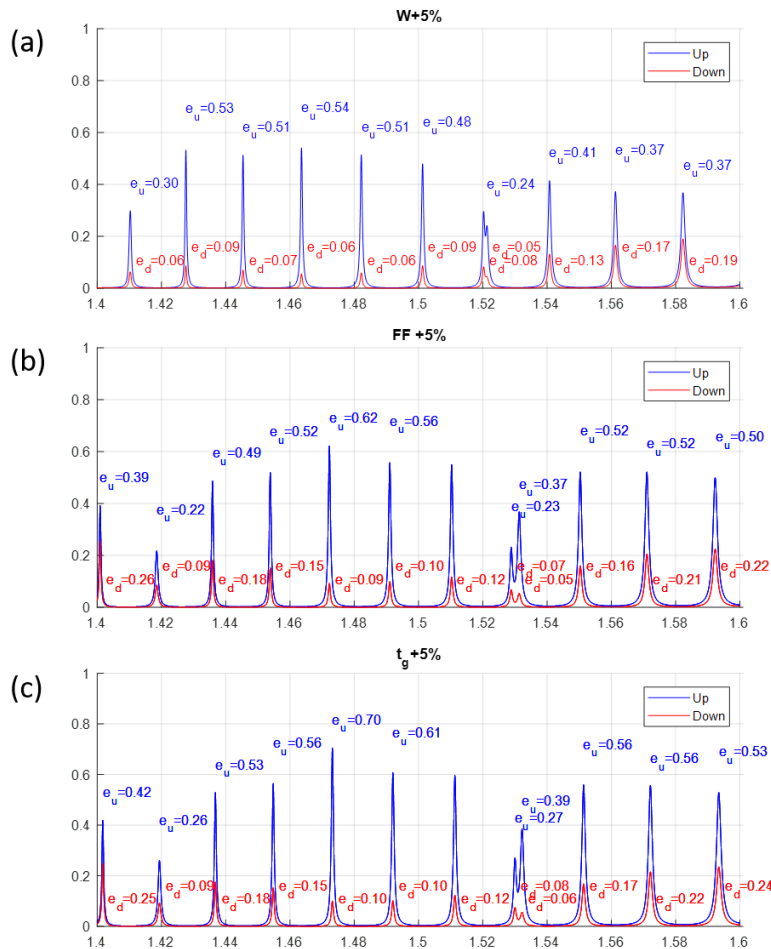 (a)
W+5%
1
0.8
0.6
0.4
0.2
0
Up
Down
e_u=0.30
e_u=0.53
e_u=0.51
e_u=0.54
e_u=0.51
e_u=0.48
e_u=0.24
e_u=0.41
e_u=0.37
e_u=0.37
e_d=0.06
e_d=0.09
e_d=0.07
e_d=0.06
e_d=0.06
e_d=0.09
e_d=0.05
e_d=0.08
e_d=0.13
e_d=0.17
e_d=0.19
1.4 1.42 1.44 1.46 1.48 1.5 1.52 1.54 1.56 1.58 1.6
(b)
FF +5%
1
0.8
0.6
0.4
0.2
0
Up
Down
e_u=0.39
e_u=0.22
e_u=0.49
e_u=0.52
e_u=0.62
e_u=0.56
e_u=0.37
e_u=0.23
e_u=0.52
e_u=0.52
e_u=0.50
e_d=0.26
e_d=0.09
e_d=0.18
e_d=0.15
e_d=0.09
e_d=0.10
e_d=0.12
e_d=0.07
e_d=0.05
e_d=0.16
e_d=0.21
e_d=0.22
1.4 1.42 1.44 1.46 1.48 1.5 1.52 1.54 1.56 1.58 1.6
(c)
t_g+5%
1
0.8
0.6
0.4
0.2
0
Up
Down
e_u=0.42
e_u=0.26
e_u=0.53
e_u=0.56
e_u=0.70
e_u=0.61
e_u=0.39
e_u=0.27
e_u=0.56
e_u=0.56
e_u=0.53
e_d=0.25
e_d=0.09
e_d=0.18
e_d=0.15
e_d=0.10
e_d=0.10
e_d=0.12
e_d=0.08
e_d=0.06
e_d=0.17
e_d=0.22
e_d=0.24
1.4 1.42 1.44 1.46 1.48 1.5 1.52 1.54 1.56 1.58 1.6